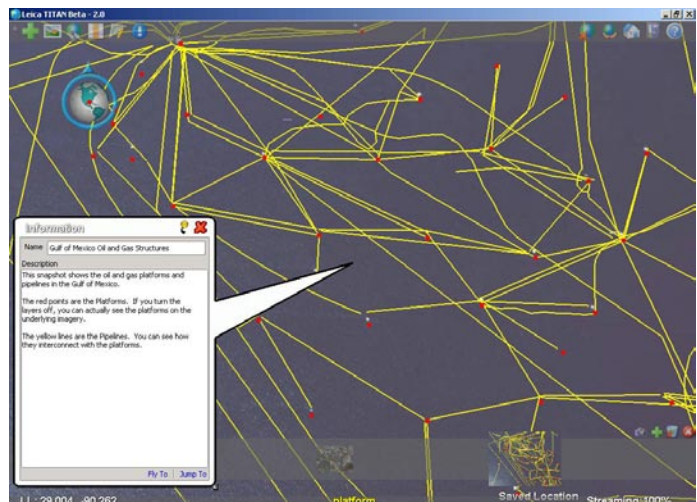 Leica TITAN Beta - 2.0
Information
Name Gulf of Mexico Oil and Gas Structures
Description
This snapshot shows the oil and gas platforms and
pipelines in the Gulf of Mexico.
The red points are the Platforms. If you turn the
layers off, you can actually see the platforms on the
underlying imagery.
The yellow lines are the Pipelines. You can see how
they interconnect with the platforms.
Fly To Jump To
platform
Saved Location
Streaming 100%